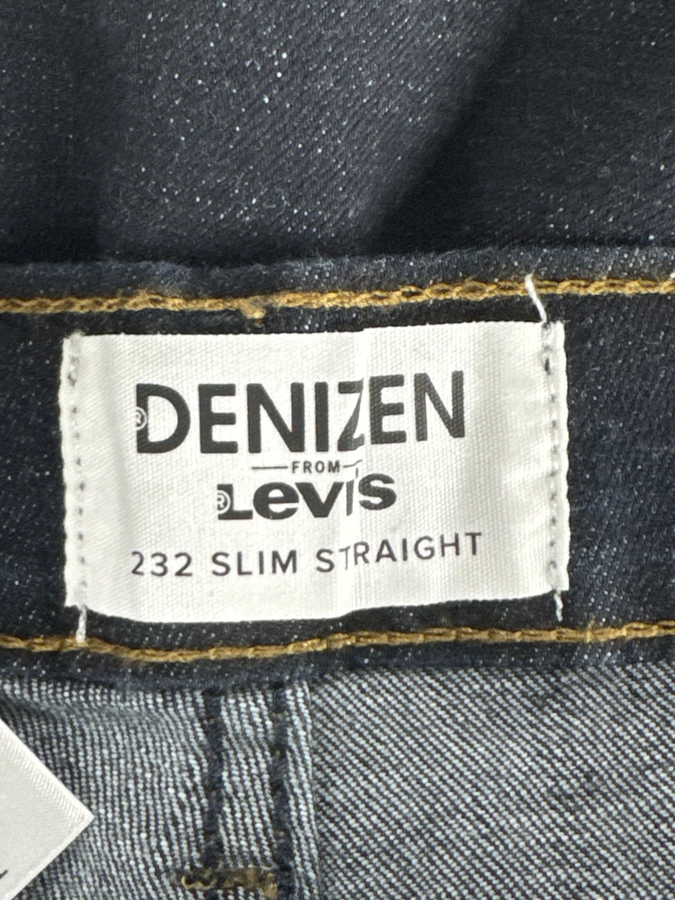 ®DENIZEN
FROM
®Levi's
232 SLIM STRAIGHT